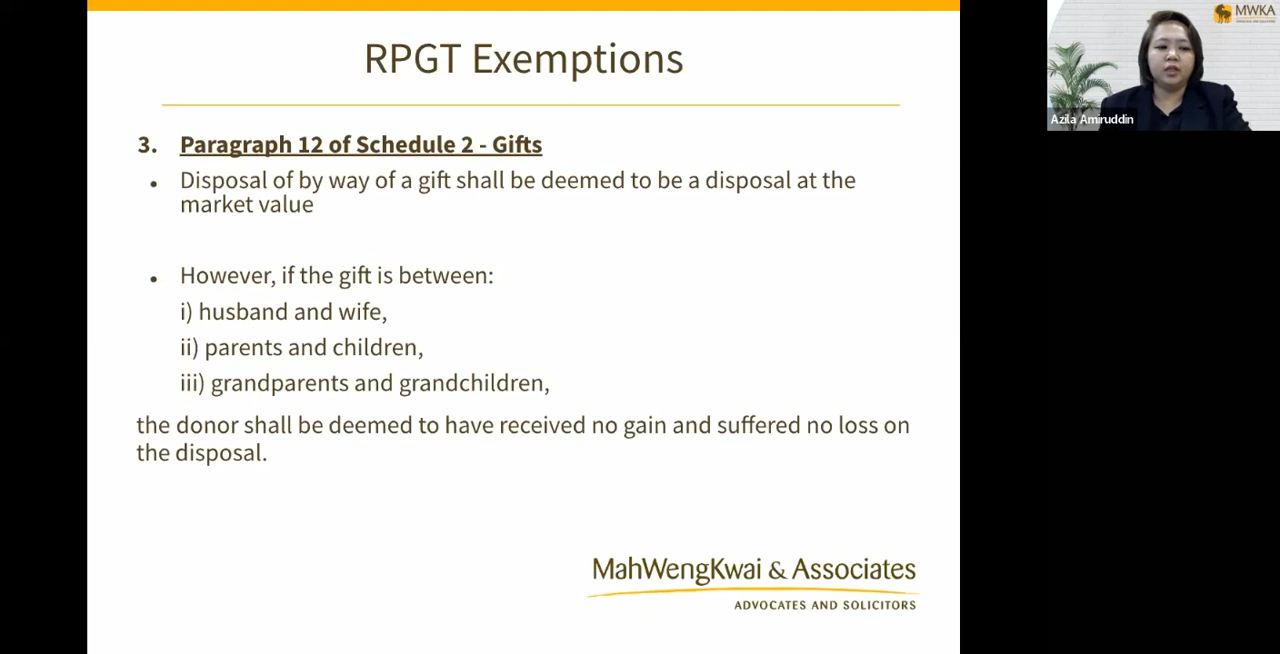 RPGT Exemptions
3. Paragraph 12 of Schedule 2 - Gifts
• Disposal of by way of a gift shall be deemed to be a disposal at the
market value
• However, if the gift is between:
i) husband and wife,
ii) parents and children,
iii) grandparents and grandchildren,
the donor shall be deemed to have received no gain and suffered no loss on
the disposal.
MahWengKwai & Associates
ADVOCATES AND SOLICITORS
MWKA
Azila Amiruddin